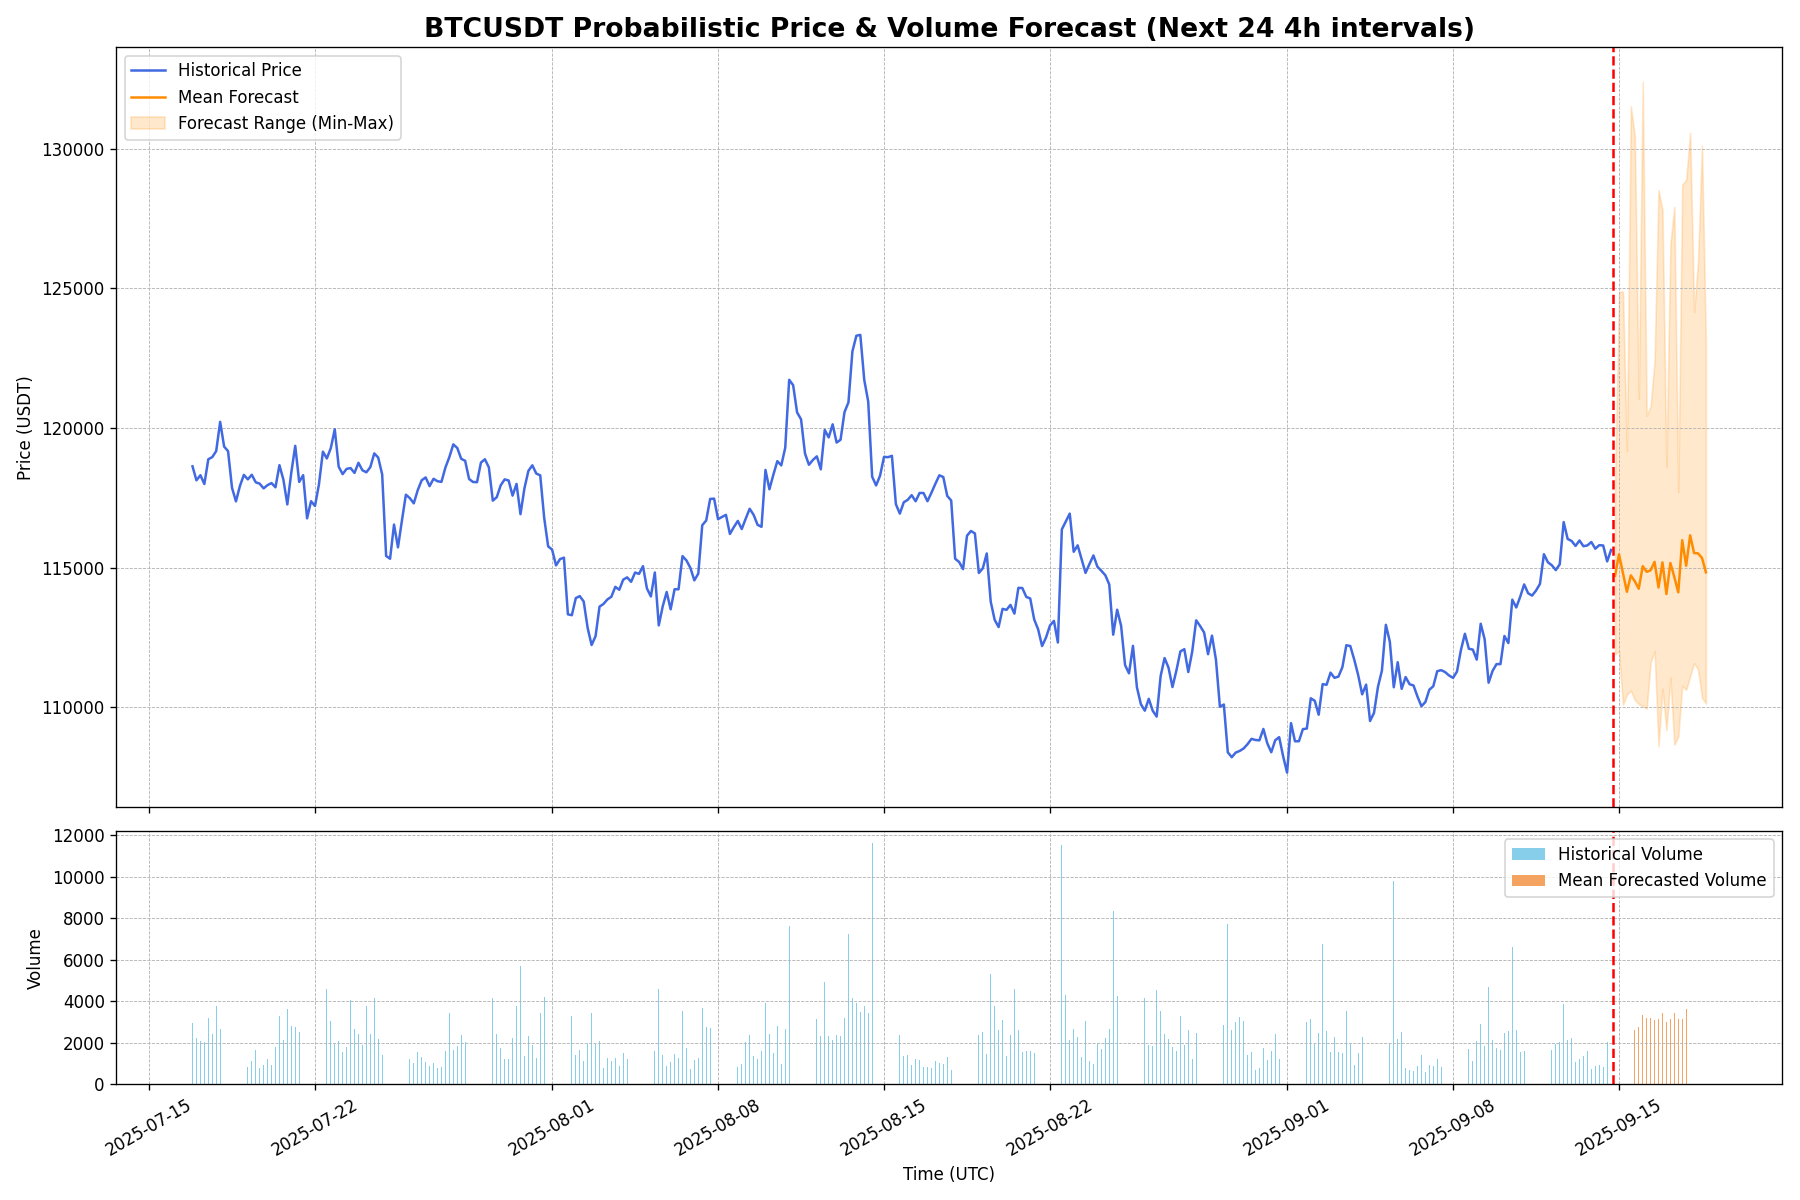 BTCUSDT Probabilistic Price & Volume Forecast (Next 24 4h intervals)
Historical Price
Mean Forecast
Forecast Range (Min-Max)
130000
125000
120000
115000
110000
Price (USDT)
12000
10000
8000
6000
4000
2000
0
Volume
Historical Volume
Mean Forecasted Volume
2025-07-15
2025-07-22
2025-08-01
2025-08-08
2025-08-15
2025-08-22
2025-09-01
2025-09-08
2025-09-15
Time (UTC)